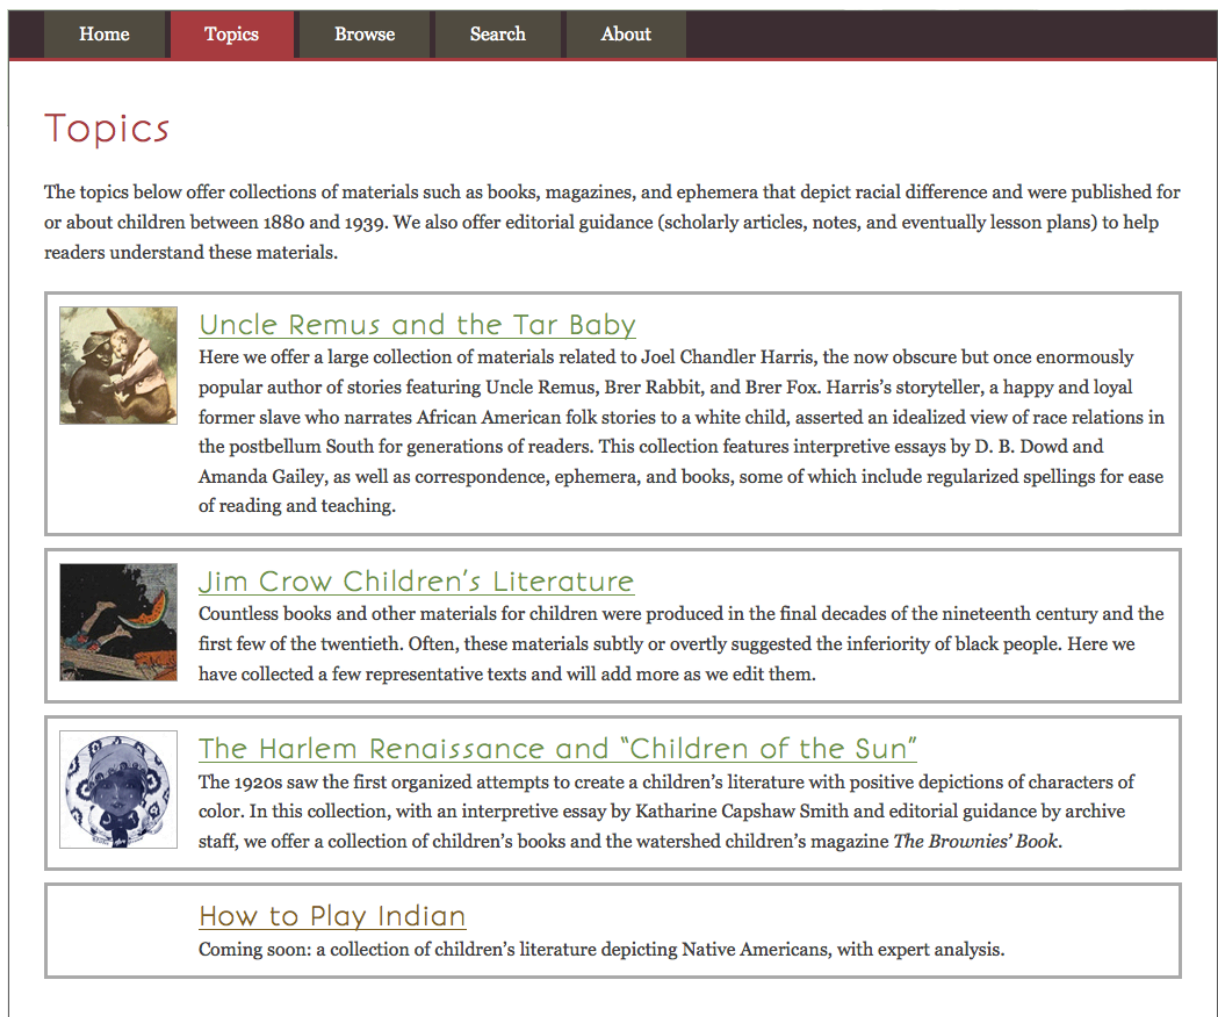 Home Topics Browse Search About
Topics
The topics below offer collections of materials such as books, magazines, and ephemera that depict racial difference and were published for
or about children between 1880 and 1939. We also offer editorial guidance (scholarly articles, notes, and eventually lesson plans) to help
readers understand these materials.
Uncle Remus and the Tar Baby
Here we offer a large collection of materials related to Joel Chandler Harris, the now obscure but once enormously
popular author of stories featuring Uncle Remus, Brer Rabbit, and Brer Fox. Harris’s storyteller, a happy and loyal
former slave who narrates African American folk stories to a white child, asserted an idealized view of race relations in
the postbellum South for generations of readers. This collection features interpretive essays by D. B. Dowd and
Amanda Gailey, as well as correspondence, ephemera, and books, some of which include regularized spellings for ease
of reading and teaching.
Jim Crow Children’s Literature
Countless books and other materials for children were produced in the final decades of the nineteenth century and the
first few of the twentieth. Often, these materials subtly or overtly suggested the inferiority of black people. Here we
have collected a few representative texts and will add more as we edit them.
The Harlem Renaissance and “Children of the Sun”
The 1920s saw the first organized attempts to create a children’s literature with positive depictions of characters of
color. In this collection, with an interpretive essay by Katharine Capshaw Smith and editorial guidance by archive
staff, we offer a collection of children’s books and the watershed children’s magazine The Brownies’ Book.
How to Play Indian
Coming soon: a collection of children’s literature depicting Native Americans, with expert analysis.